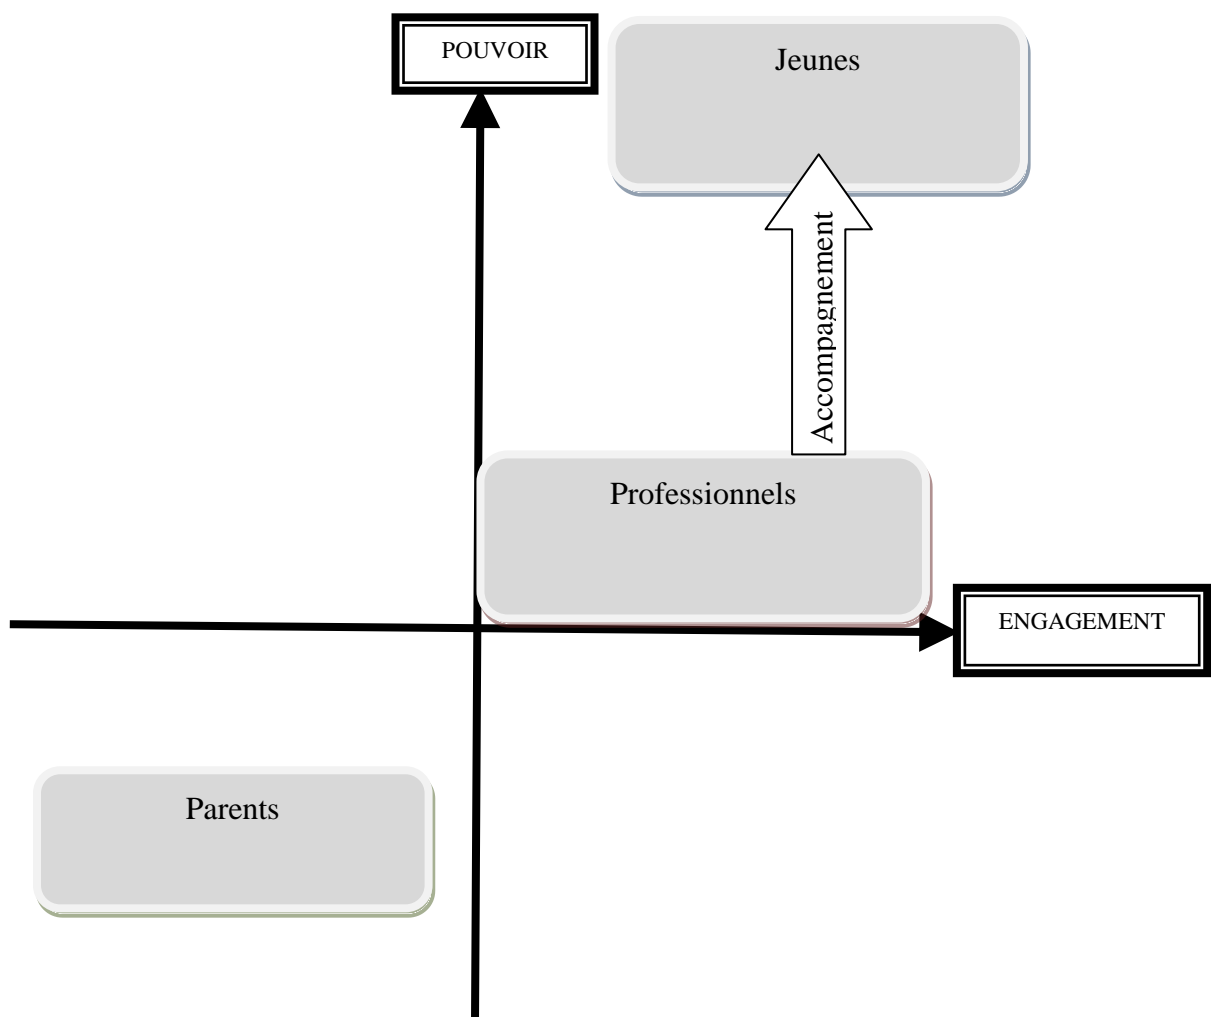 POUVOIR
Jeunes
Accompagnement
Professionnels
ENGAGEMENT
Parents